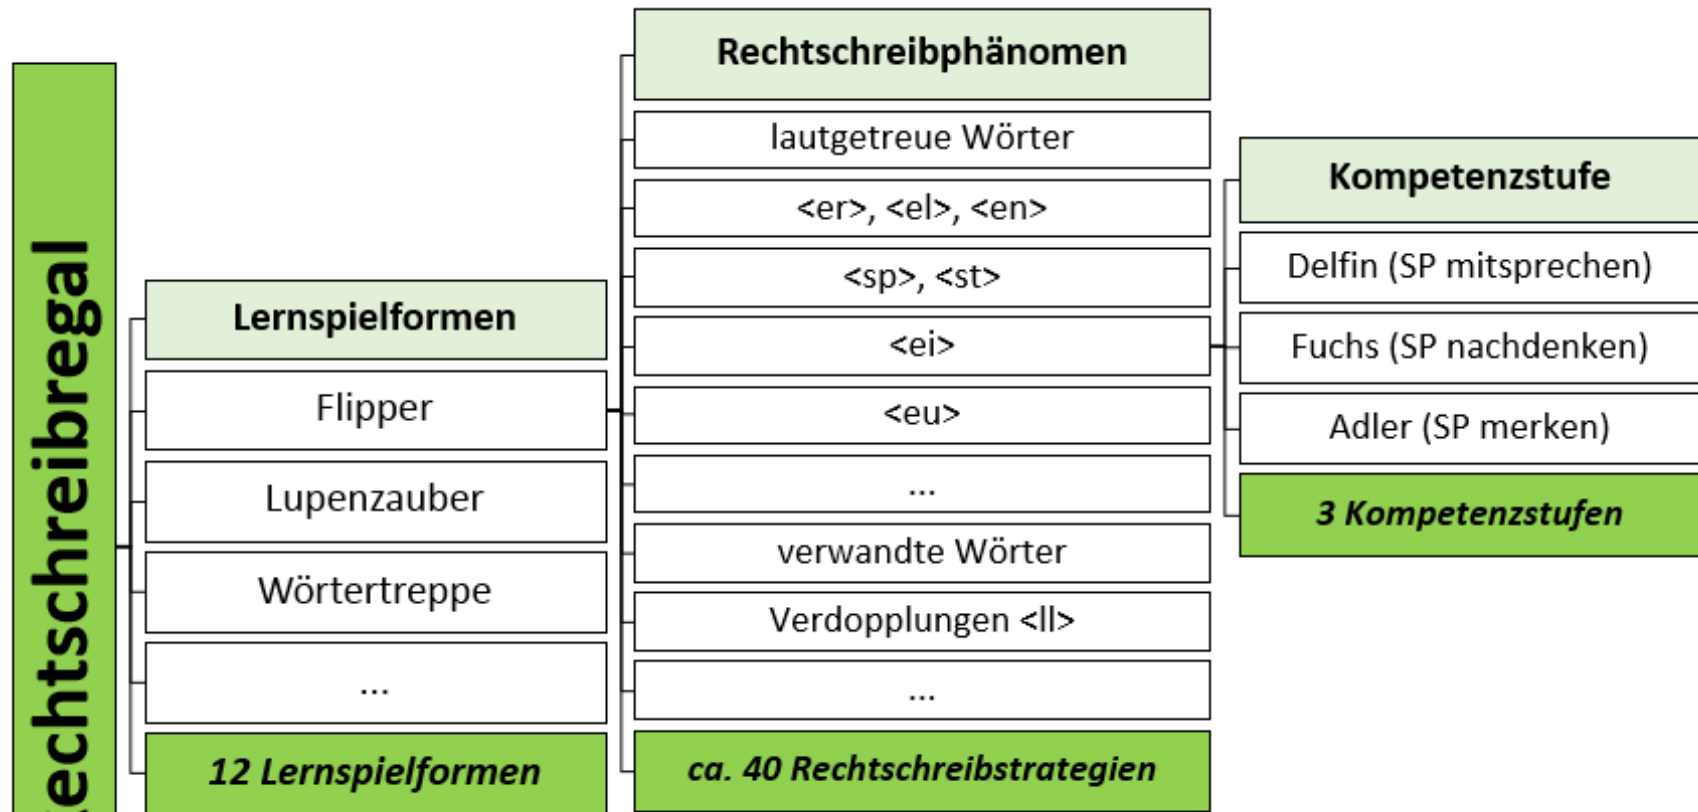 echtschreibregal
Lernspielformen
Flipper
Lupenzauber
Wörtertreppe
...
12 Lernspielformen
Rechtschreibphänomen
lautgetreue Wörter
<er>, <el>, <en>
<sp>, <st>
<ei>
<eu>
...
verwandte Wörter
Verdopplungen <ll>
...
ca. 40 Rechtschreibstrategien
Kompetenzstufe
Delfin (SP mitsprechen)
Fuchs (SP nachdenken)
Adler (SP merken)
3 Kompetenzstufen